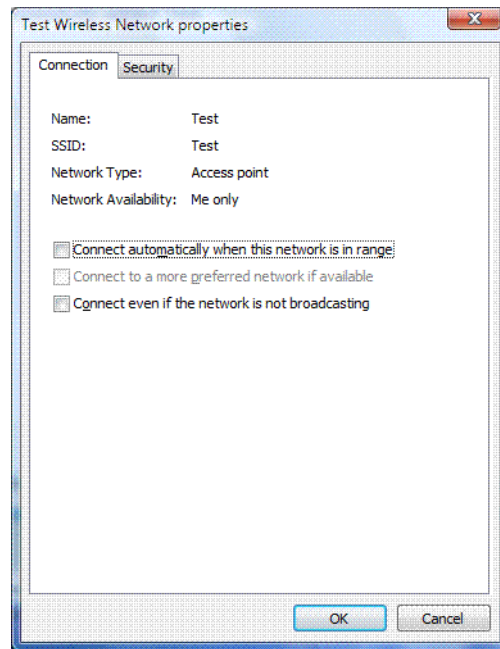 Test Wireless Network properties
Connection Security
Name: Test
SSID: Test
Network Type: Access point
Network Availability: Me only
Connect automatically when this network is in range
Connect to a more preferred network if available
Connect even if the network is not broadcasting
OK Cancel